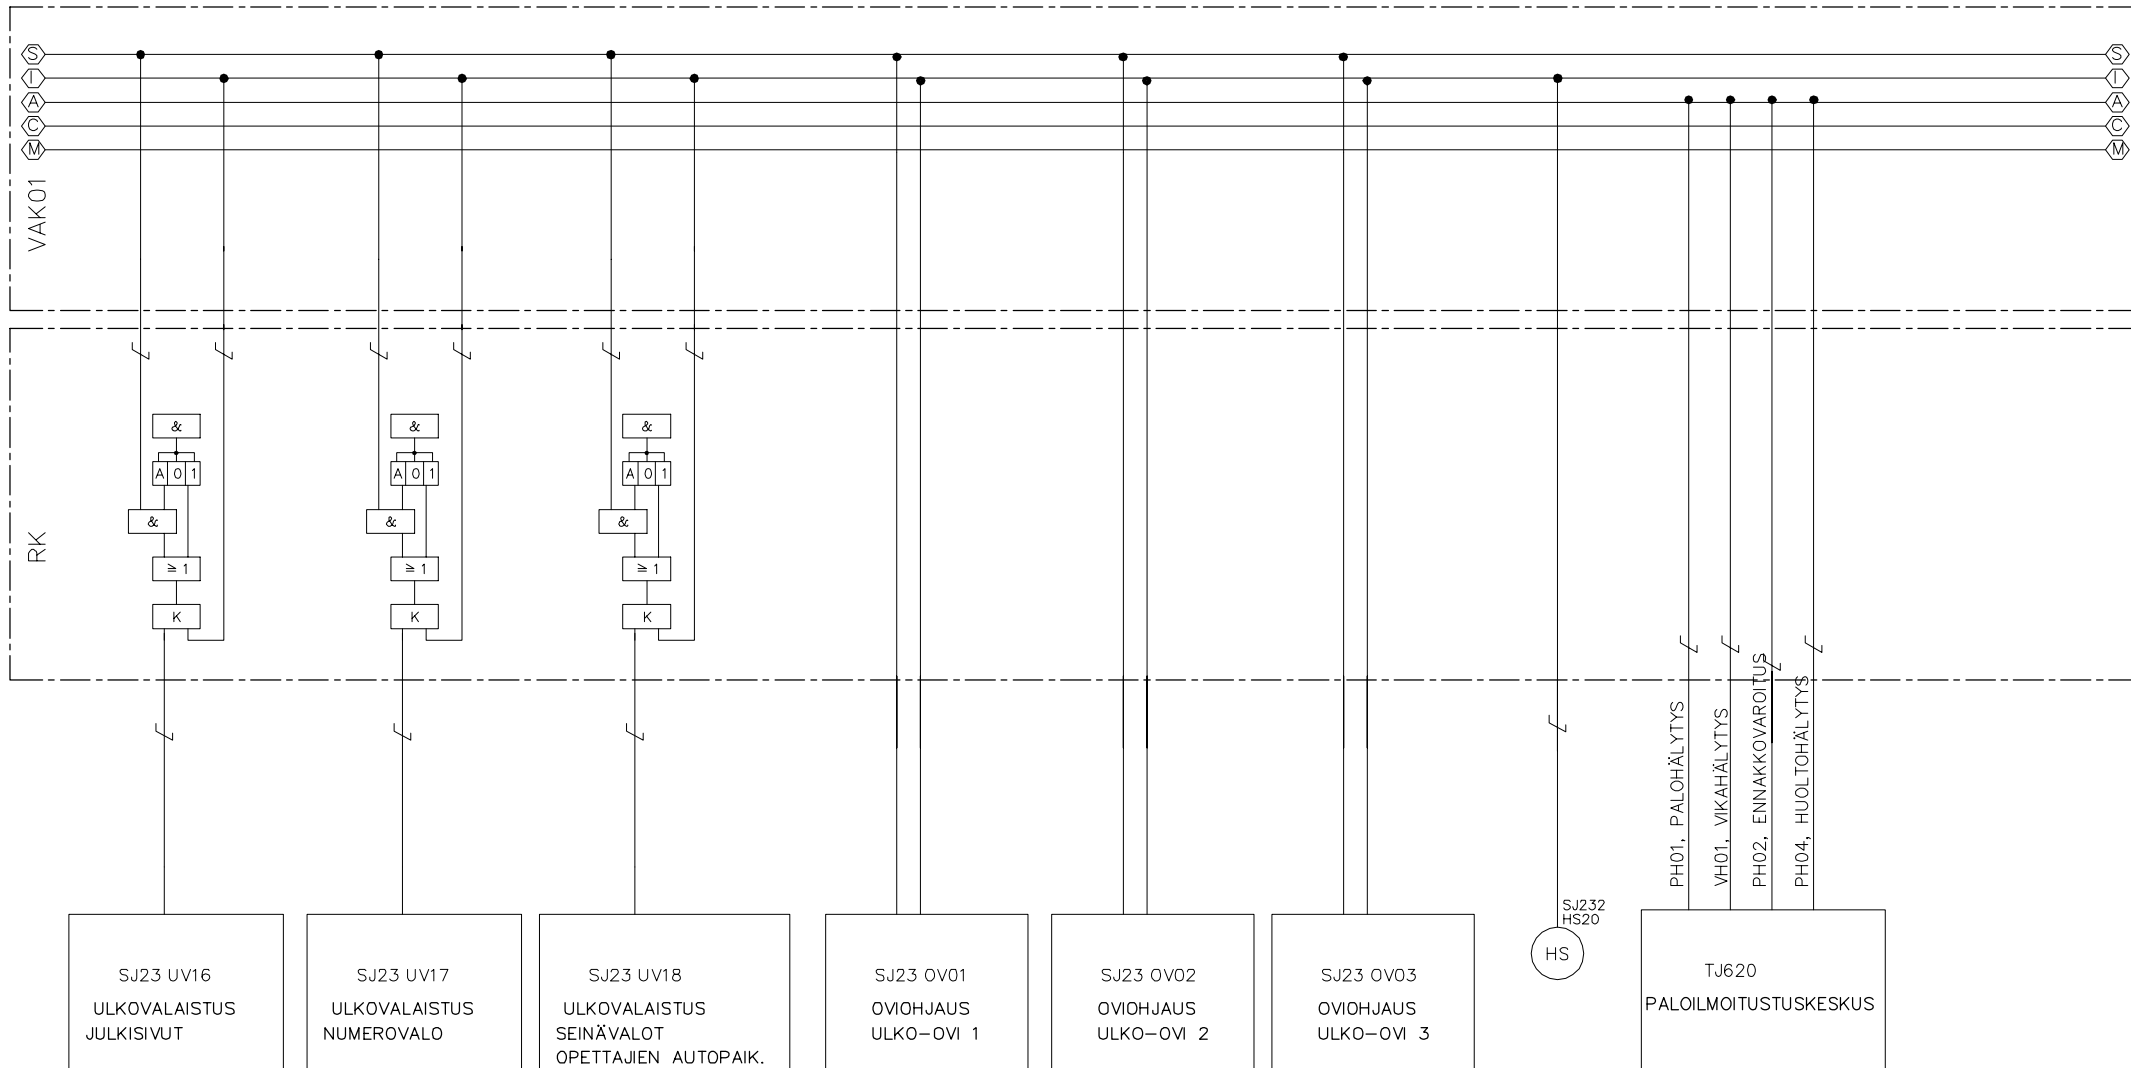 S
S
I
I
A
A
C
C
M
M
VAK01
RK
&
A 0 1
&
≥ 1
K
&
A 0 1
&
≥ 1
K
&
A 0 1
&
≥ 1
K
PH01, PALOHÄLYTYS
VH01, VIKAHÄLYTYS
PH02, ENNAKKOVAROITUS
PH04, HUOLTOHÄLYTYS
SJ23 UV16
ULKOVALAISTUS
JULKISIVUT
SJ23 UV17
ULKOVALAISTUS
NUMEROVALO
SJ23 UV18
ULKOVALAISTUS
SEINÄVALOT
OPETTAJIEN AUTOPAIK.
SJ23 OV01
OVIOHJAUS
ULKO-OVI 1
SJ23 OV02
OVIOHJAUS
ULKO-OVI 2
SJ23 OV03
OVIOHJAUS
ULKO-OVI 3
SJ232
HS20
HS
TJ620
PALOILMOITUSTUSKESKUS